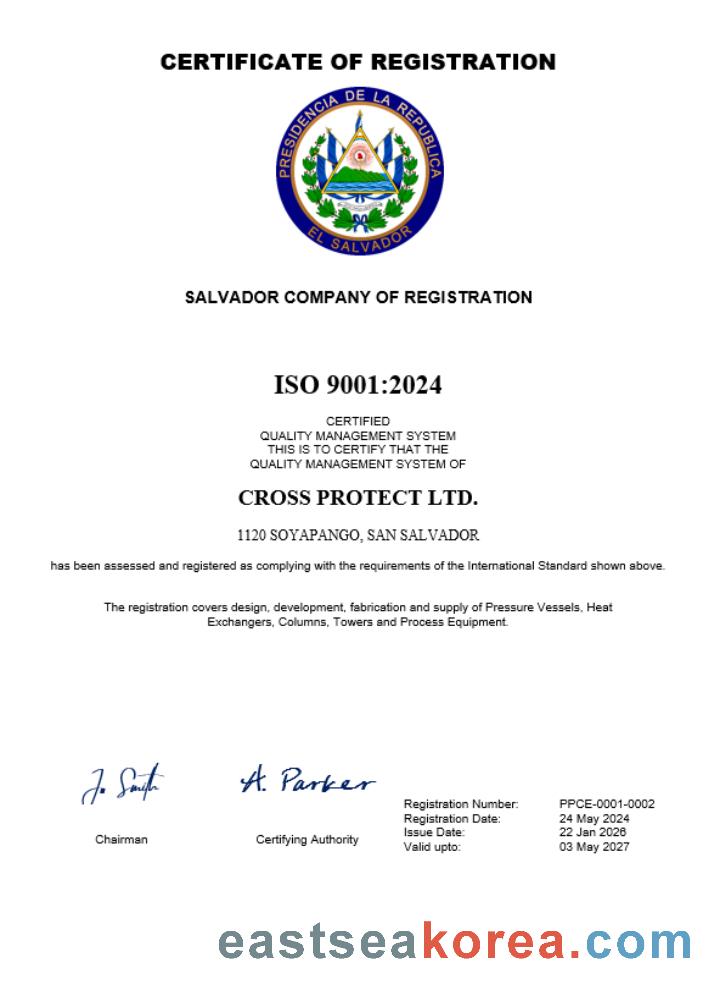 CERTIFICATE OF REGISTRATION
PRESIDENCIA DE LA REPUBLICA
EL SALVADOR
SALVADOR COMPANY OF REGISTRATION
ISO 9001:2024
CERTIFIED
QUALITY MANAGEMENT SYSTEM
THIS IS TO CERTIFY THAT THE
QUALITY MANAGEMENT SYSTEM OF
CROSS PROTECT LTD.
1120 SOYAPANGO, SAN SALVADOR
has been assessed and registered as complying with the requirements of the International Standard shown above.
The registration covers design, development, fabrication and supply of Pressure Vessels, Heat
Exchangers, Columns, Towers and Process Equipment.
J. Smith
A. Parker
Chairman
Certifying Authority
Registration Number: PPCE-0001-0002
Registration Date: 24 May 2024
Issue Date: 22 Jan 2026
Valid upto: 03 May 2027
eastseakorea.com